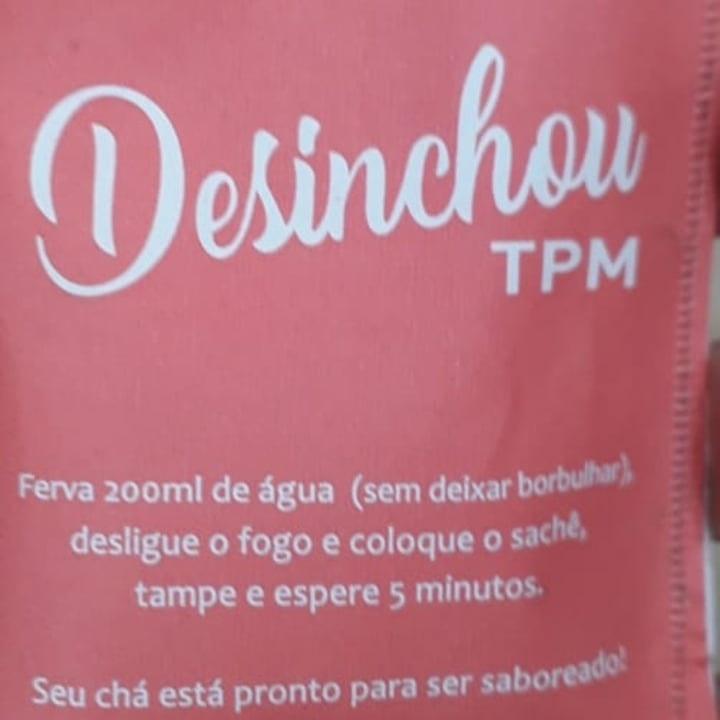 Desinchou
TPM
Ferva 200ml de água (sem deixar borbulhar),
desligue o fogo e coloque o sachê,
tampe e espere 5 minutos.
Seu chá está pronto para ser saboreado!